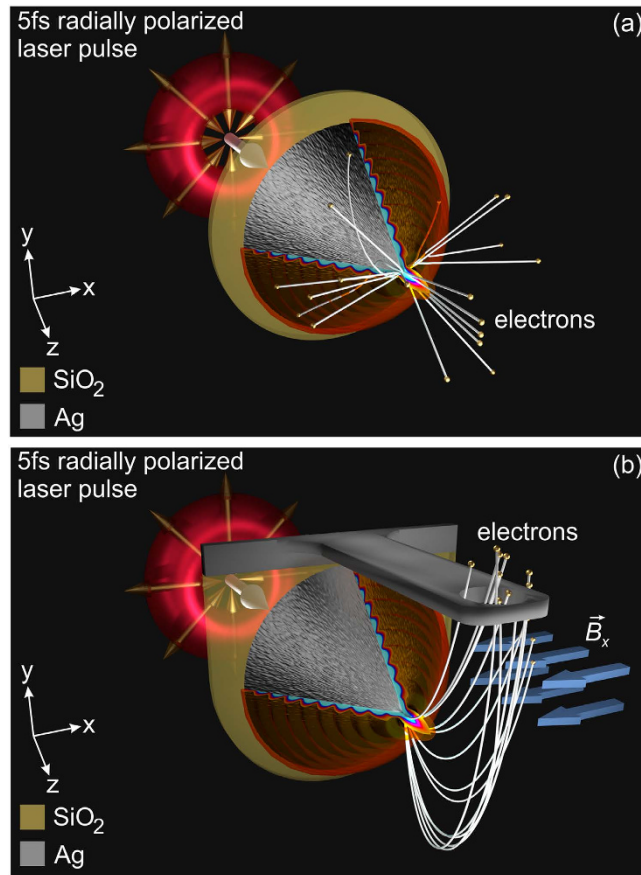 5fs radially polarized
laser pulse
(a)
y
x
z
electrons
SiO₂
Ag
5fs radially polarized
laser pulse
(b)
electrons
B⃗ₓ
y
x
z
SiO₂
Ag